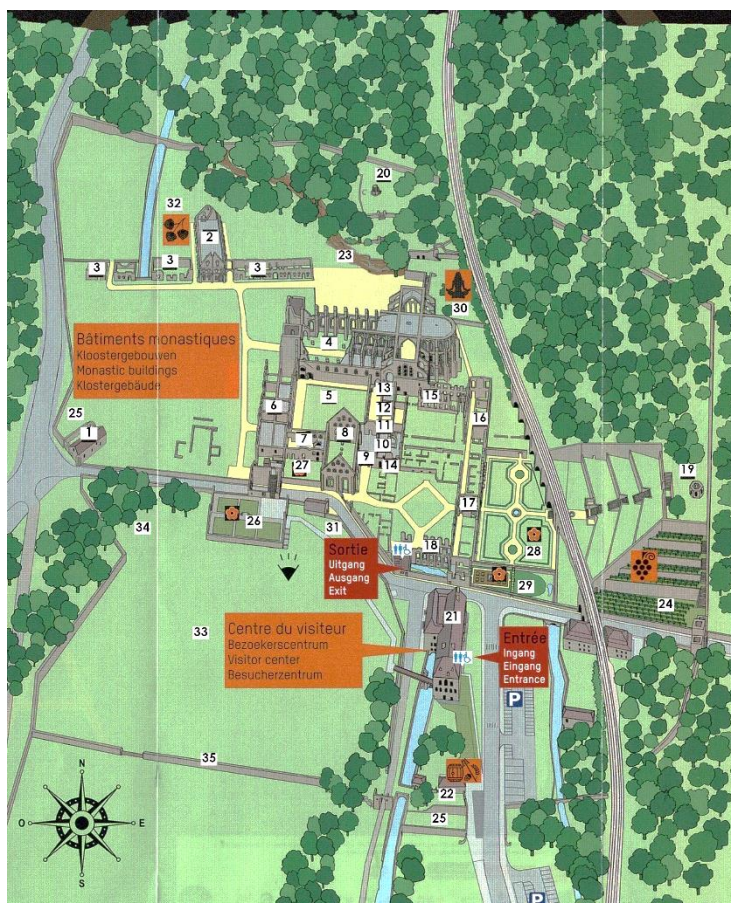 20
32
2
3
3
3
23
30
Bâtiments monastiques
Kloostergebouwen
Monastic buildings
Klostergebäude
4
13
15
5
12
16
6
11
25
1
7
8
10
9
14
27
19
17
34
26
31
18
28
Sortie
Uitgang
Ausgang
Exit
29
24
21
33
Centre du visiteur
Bezoekerscentrum
Visitor center
Besucherzentrum
Entrée
Ingang
Eingang
Entrance
P
35
22
25
N
O
E
S
P